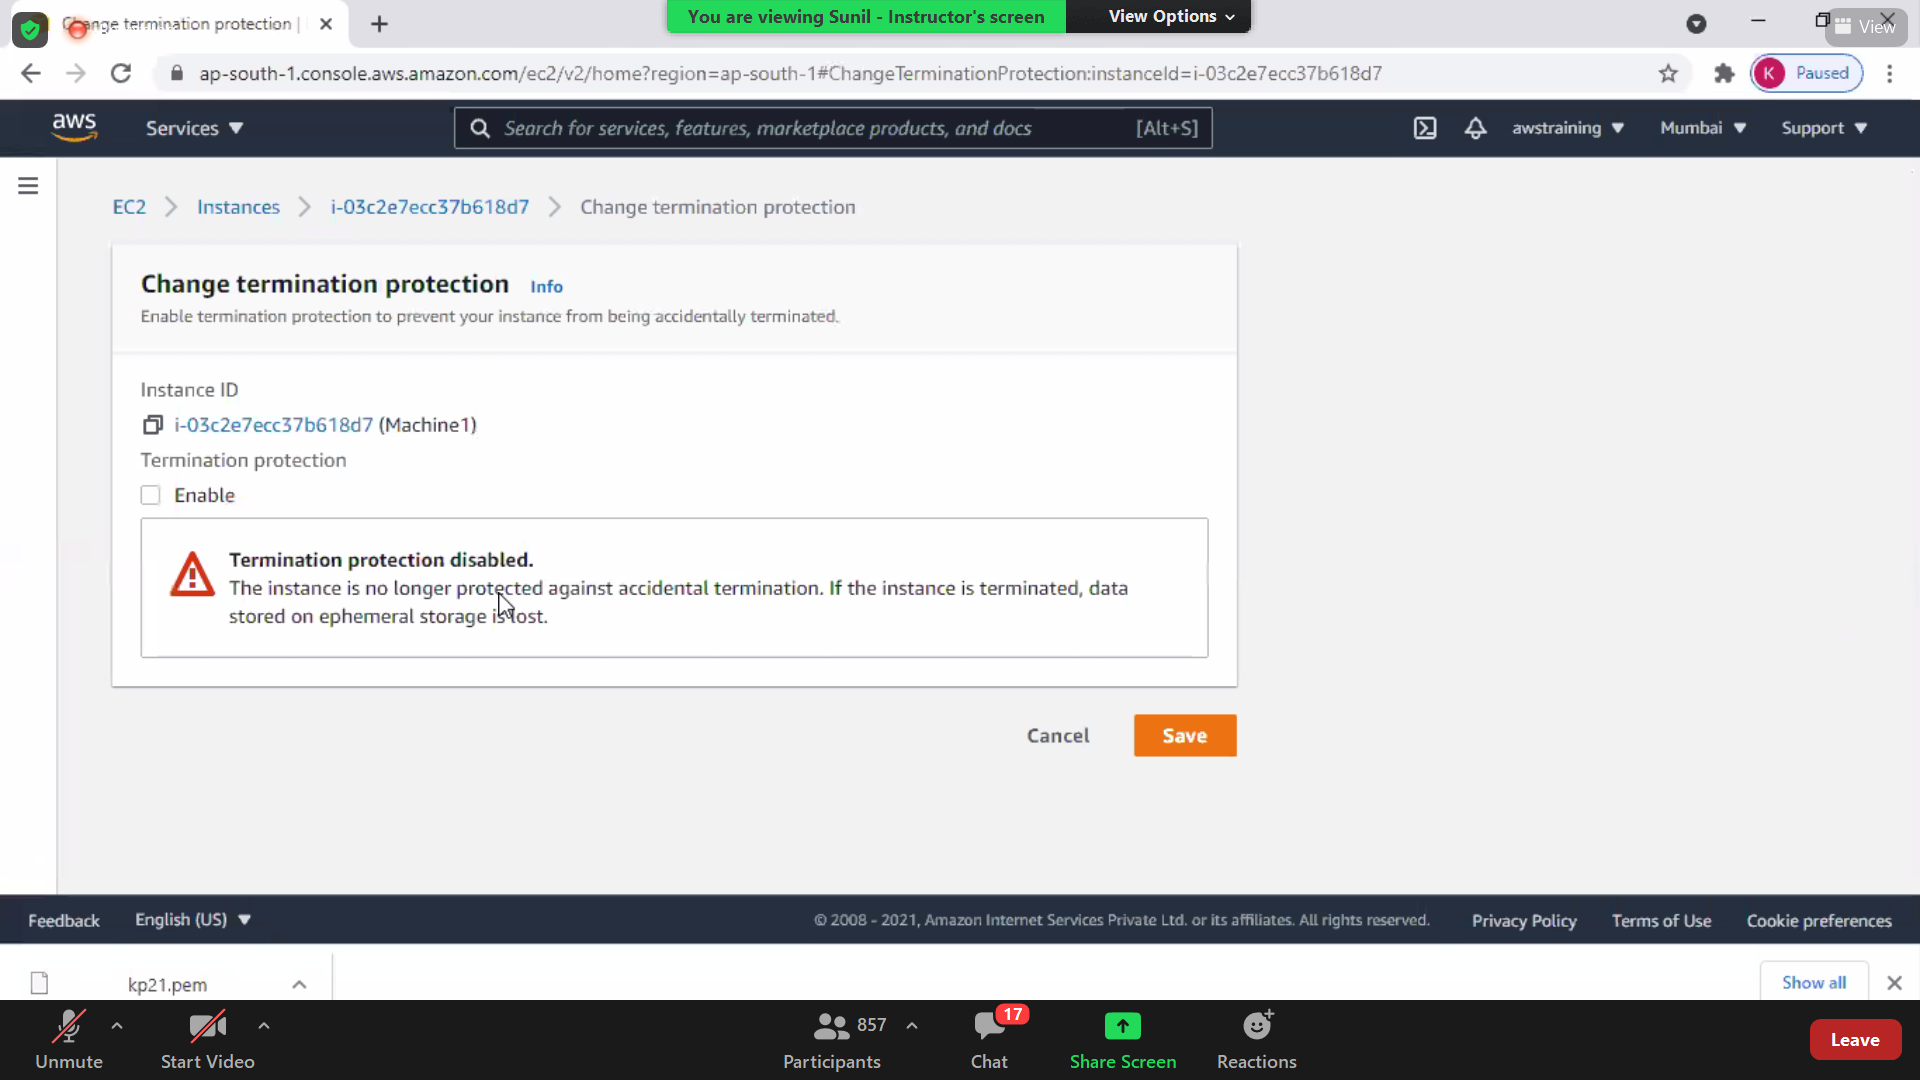 Change termination protection |
You are viewing Sunil - Instructor's screen
View Options
View
ap-south-1.console.aws.amazon.com/ec2/v2/home?region=ap-south-1#ChangeTerminationProtection:instanceId=i-03c2e7ecc37b618d7
K Paused
aws
Services
Search for services, features, marketplace products, and docs [Alt+S]
awstraining
Mumbai
Support
EC2 > Instances > i-03c2e7ecc37b618d7 > Change termination protection
Change termination protection Info
Enable termination protection to prevent your instance from being accidentally terminated.
Instance ID
i-03c2e7ecc37b618d7 (Machine1)
Termination protection
Enable
Termination protection disabled.
The instance is no longer protected against accidental termination. If the instance is terminated, data
stored on ephemeral storage is lost.
Cancel
Save
Feedback
English (US)
© 2008 - 2021, Amazon Internet Services Private Ltd. or its affiliates. All rights reserved.
Privacy Policy
Terms of Use
Cookie preferences
kp21.pem
Show all
857
17
Unmute
Start Video
Participants
Chat
Share Screen
Reactions
Leave